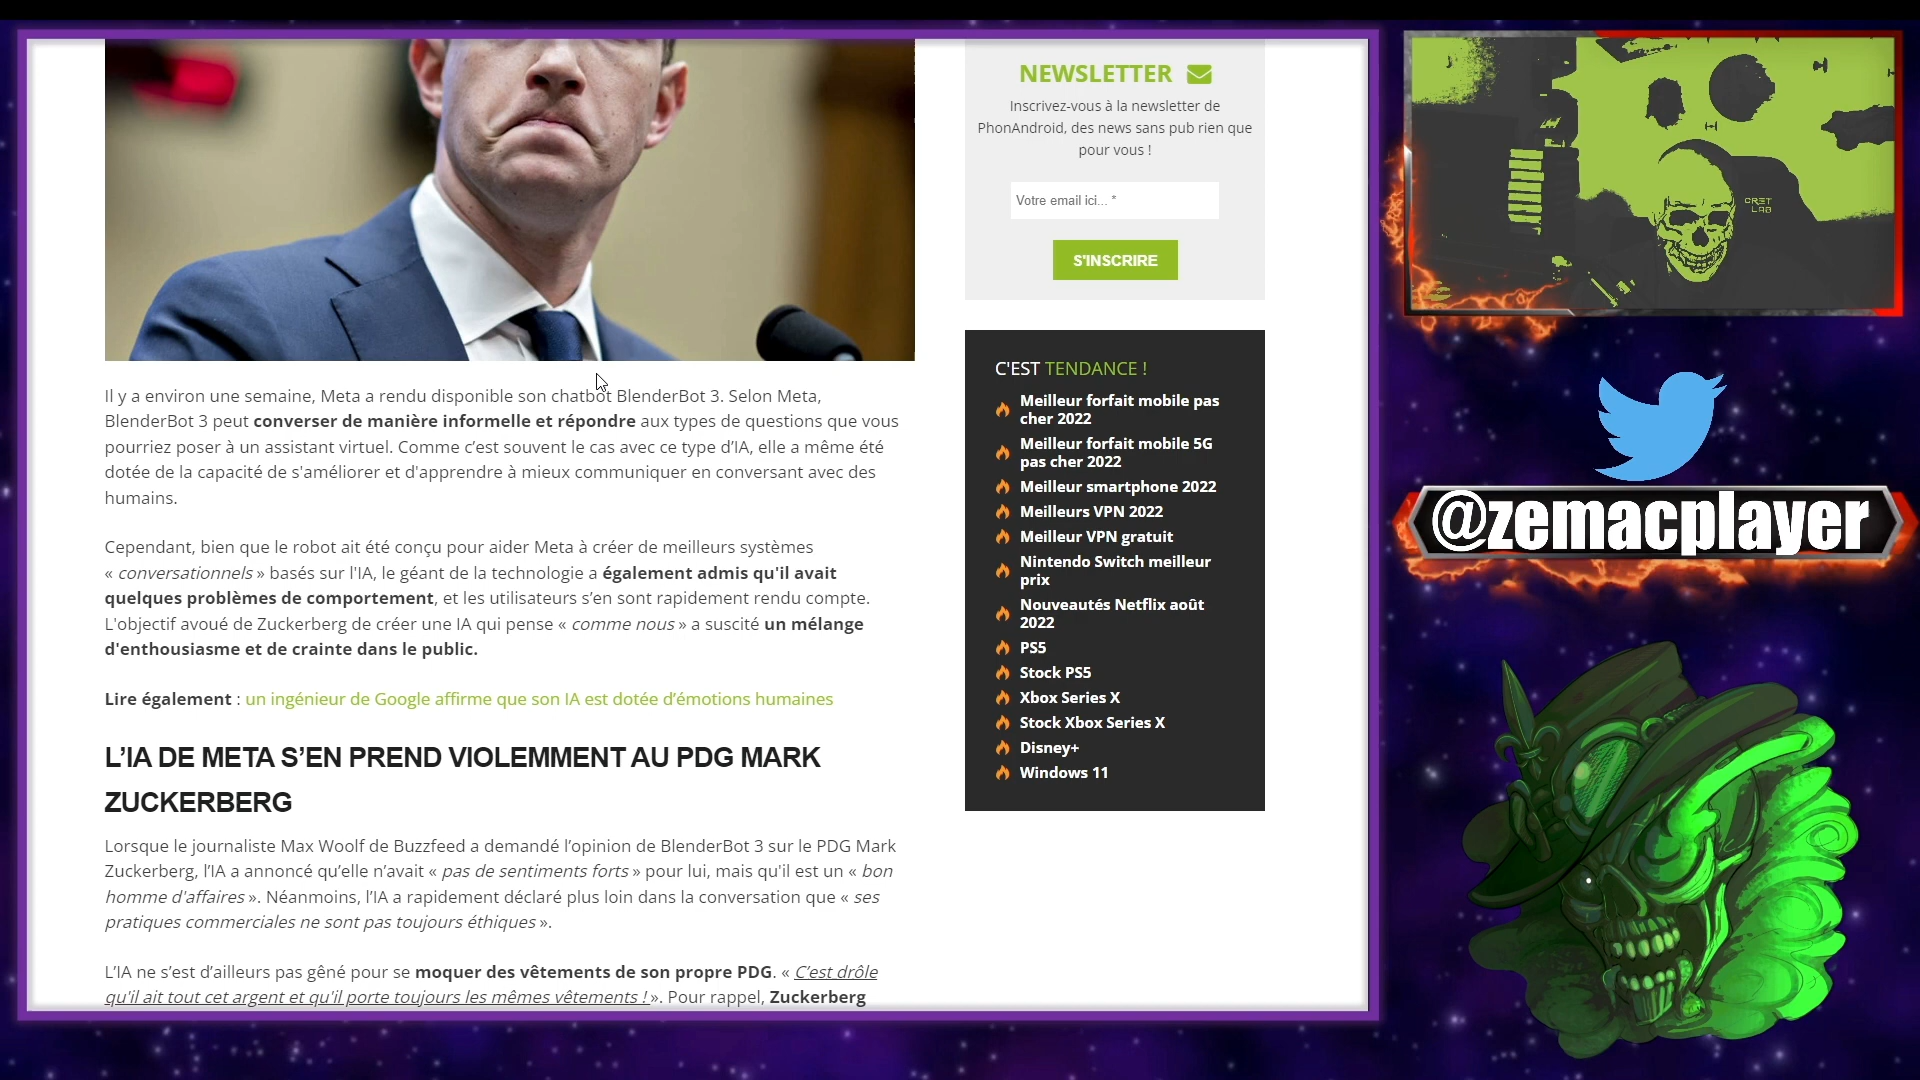 NEWSLETTER
Inscrivez-vous à la newsletter de
PhonAndroid, des news sans pub rien que
pour vous !
Votre email ici... *
S'INSCRIRE
CRET
LAB
@zemacplayer
Il y a environ une semaine, Meta a rendu disponible son chatbot BlenderBot 3. Selon Meta,
BlenderBot 3 peut converser de manière informelle et répondre aux types de questions que vous
pourriez poser à un assistant virtuel. Comme c’est souvent le cas avec ce type d’IA, elle a même été
dotée de la capacité de s'améliorer et d'apprendre à mieux communiquer en conversant avec des
humains.
Cependant, bien que le robot ait été conçu pour aider Meta à créer de meilleurs systèmes
« conversationnels » basés sur l'IA, le géant de la technologie a également admis qu'il avait
quelques problèmes de comportement, et les utilisateurs s’en sont rapidement rendu compte.
L'objectif avoué de Zuckerberg de créer une IA qui pense « comme nous » a suscité un mélange
d'enthousiasme et de crainte dans le public.
Lire également : un ingénieur de Google affirme que son IA est dotée d’émotions humaines
L’IA DE META S’EN PREND VIOLEMMENT AU PDG MARK
ZUCKERBERG
Lorsque le journaliste Max Woolf de Buzzfeed a demandé l’opinion de BlenderBot 3 sur le PDG Mark
Zuckerberg, l’IA a annoncé qu’elle n’avait « pas de sentiments forts » pour lui, mais qu'il est un « bon
homme d'affaires ». Néanmoins, l’IA a rapidement déclaré plus loin dans la conversation que « ses
pratiques commerciales ne sont pas toujours éthiques ».
L’IA ne s’est d’ailleurs pas gêné pour se moquer des vêtements de son propre PDG. « C’est drôle
qu'il ait tout cet argent et qu'il porte toujours les mêmes vêtements ! ». Pour rappel, Zuckerberg
C'EST TENDANCE !
Meilleur forfait mobile pas
cher 2022
Meilleur forfait mobile 5G
pas cher 2022
Meilleur smartphone 2022
Meilleurs VPN 2022
Meilleur VPN gratuit
Nintendo Switch meilleur
prix
Nouveautés Netflix août
2022
PS5
Stock PS5
Xbox Series X
Stock Xbox Series X
Disney+
Windows 11